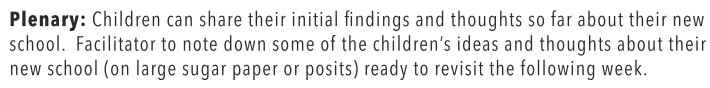 Plenary: Children can share their initial findings and thoughts so far about their new
school.  Facilitator to note down some of the children's ideas and thoughts about their
new school (on large sugar paper or posits) ready to revisit the following week.